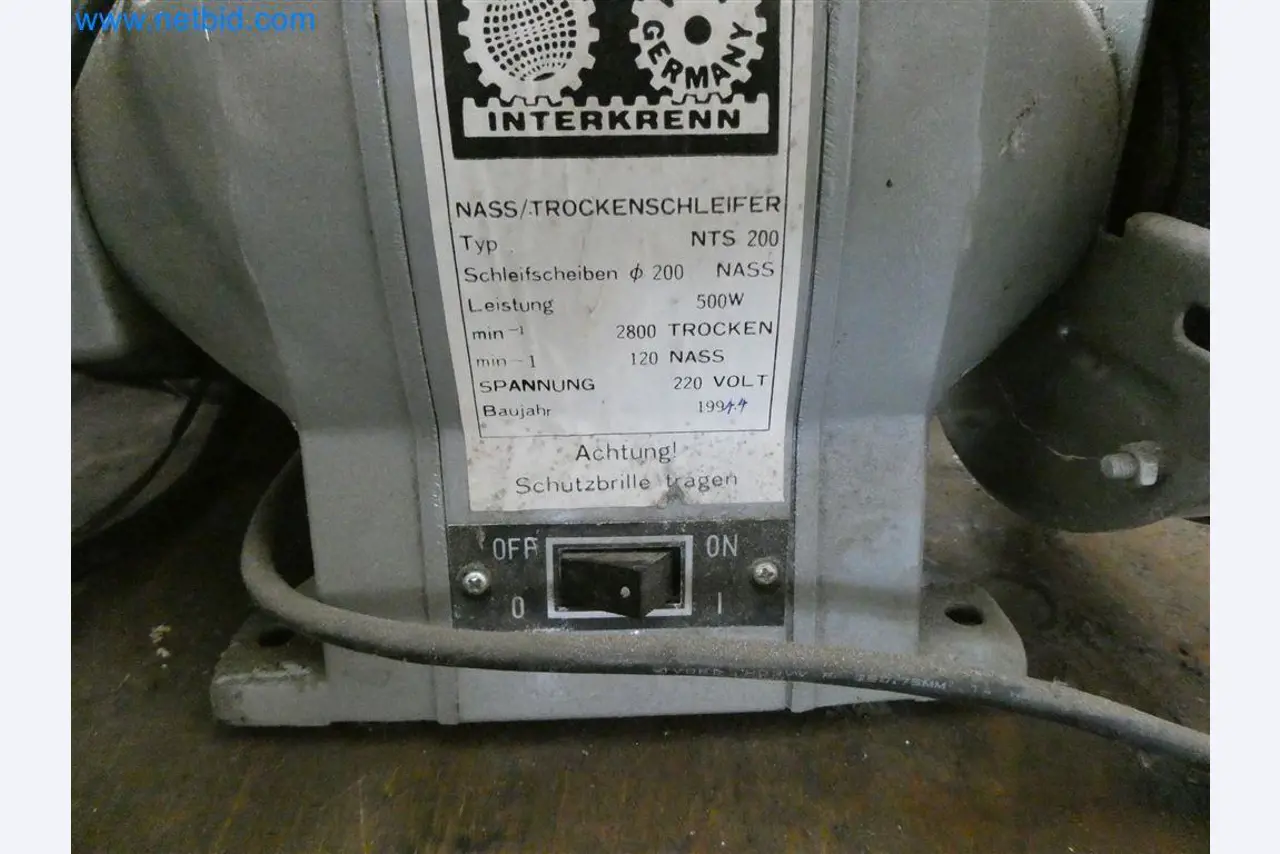 www.netbid.com
GERMANY
INTERKRENN
NASS/TROCKENSCHLEIFER
Typ NTS 200
Schleifscheiben ϕ 200 NASS
Leistung 500W
min⁻¹ 2800 TROCKEN
min-1 120 NASS
SPANNUNG 220 VOLT
Baujahr
Achtung!
Schutzbrille tragen
OFF ON
0 I